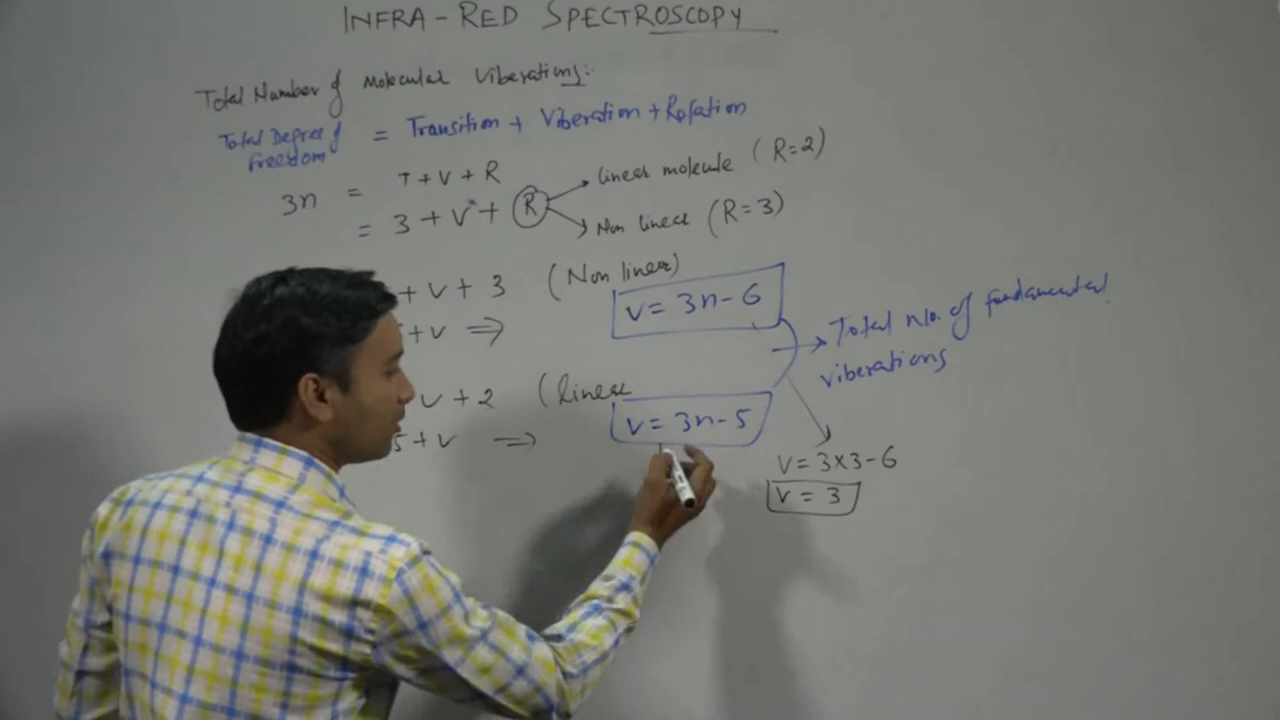 INFRA-RED SPECTROSCOPY
Total Number of Molecular Viberations:
Total Degree of Freedom = Transition + Viberation + Rotation
3n = T + V + R
= 3 + V + R
linear molecule (R=2)
Non linear (R=3)
+ V + 3 (Non linear)
+ V ⇒ V = 3n-6
V + 2 (linear
5 + V ⇒ V = 3n-5
Total No. of fundamental
viberations
V = 3×3-6
V = 3